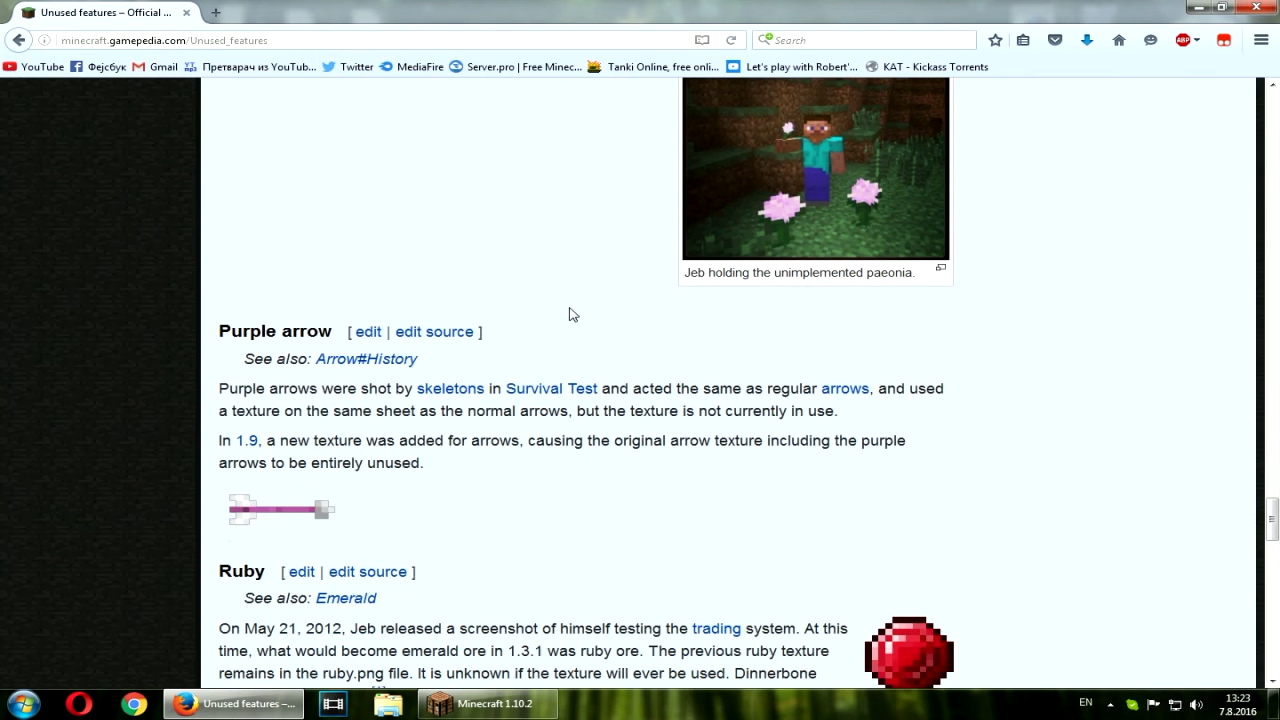 Unused features – Official ...
minecraft.gamepedia.com/Unused_features
Search
YouTube Фејсбук Gmail Претварач из YouTub... Twitter MediaFire Server.pro | Free Minec... Tanki Online, free onli... Let's play with Robert'... KAT - Kickass Torrents
Jeb holding the unimplemented paeonia.
Purple arrow [ edit | edit source ]
See also: Arrow#History
Purple arrows were shot by skeletons in Survival Test and acted the same as regular arrows, and used
a texture on the same sheet as the normal arrows, but the texture is not currently in use.
In 1.9, a new texture was added for arrows, causing the original arrow texture including the purple
arrows to be entirely unused.
Ruby [ edit | edit source ]
See also: Emerald
On May 21, 2012, Jeb released a screenshot of himself testing the trading system. At this
time, what would become emerald ore in 1.3.1 was ruby ore. The previous ruby texture
remains in the ruby.png file. It is unknown if the texture will ever be used. Dinnerbone
Unused features –...
Minecraft 1.10.2
EN
13:23
7.8.2016